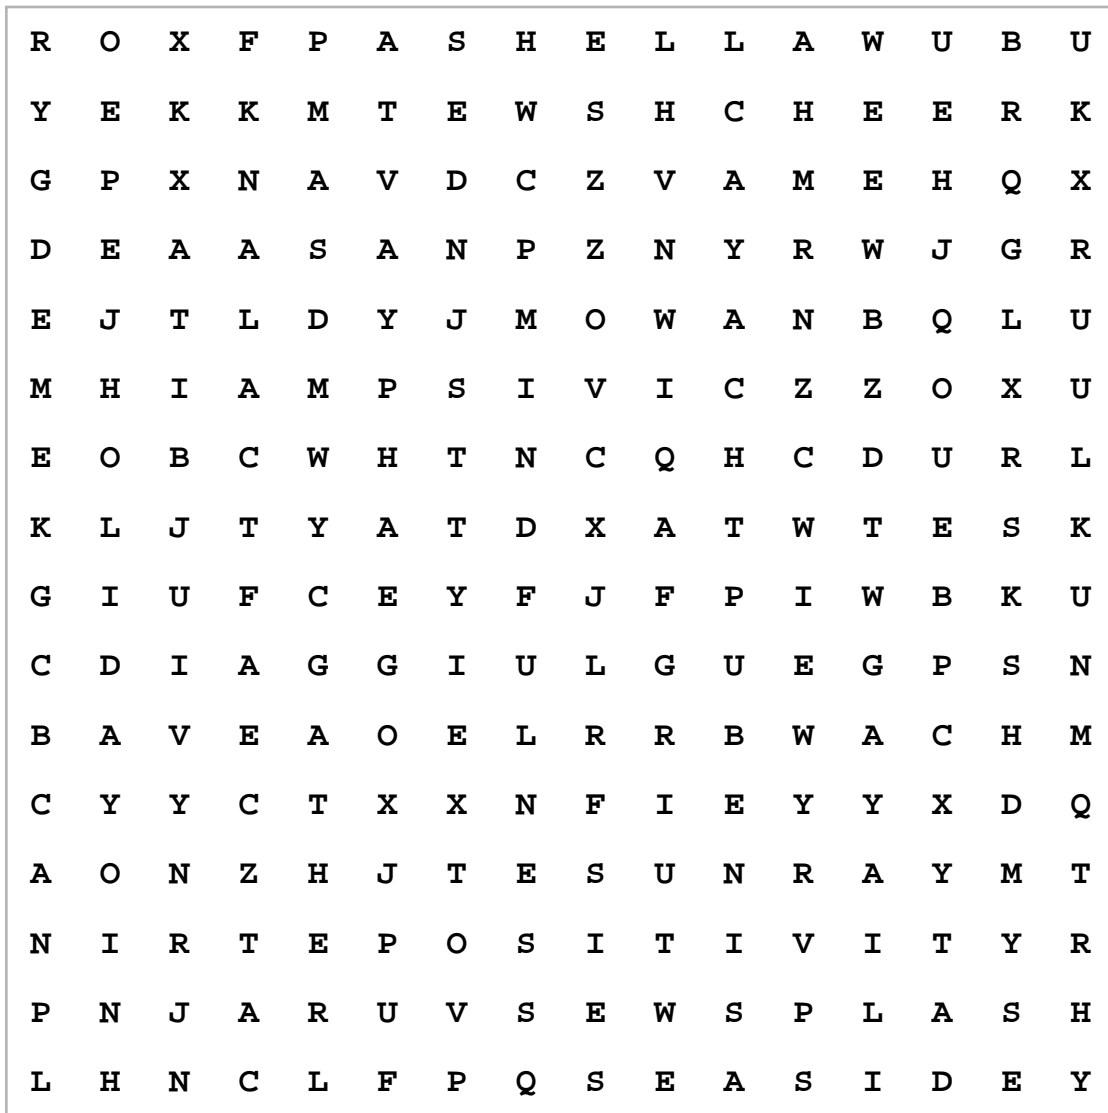 R O X F P A S H E L L A W U B U
Y E K K M T E W S H C H E E R K
G P X N A V D C Z V A M E H Q X
D E A A S A N P Z N Y R W J G R
E J T L D Y J M O W A N B Q L U
M H I A M P S I V I C Z Z O X U
E O B C W H T N C Q H C D U R L
K L J T Y A T D X A T W T E S K
G I U F C E Y F J F P I W B K U
C D I A G G I U L G U E G P S N
B A V E A O E L R R B W A C H M
C Y Y C T X X N F I E Y Y X D Q
A O N Z H J T E S U N R A Y M T
N I R T E P O S I T I V I T Y R
P N J A R U V S E W S P L A S H
L H N C L F P Q S E A S I D E Y